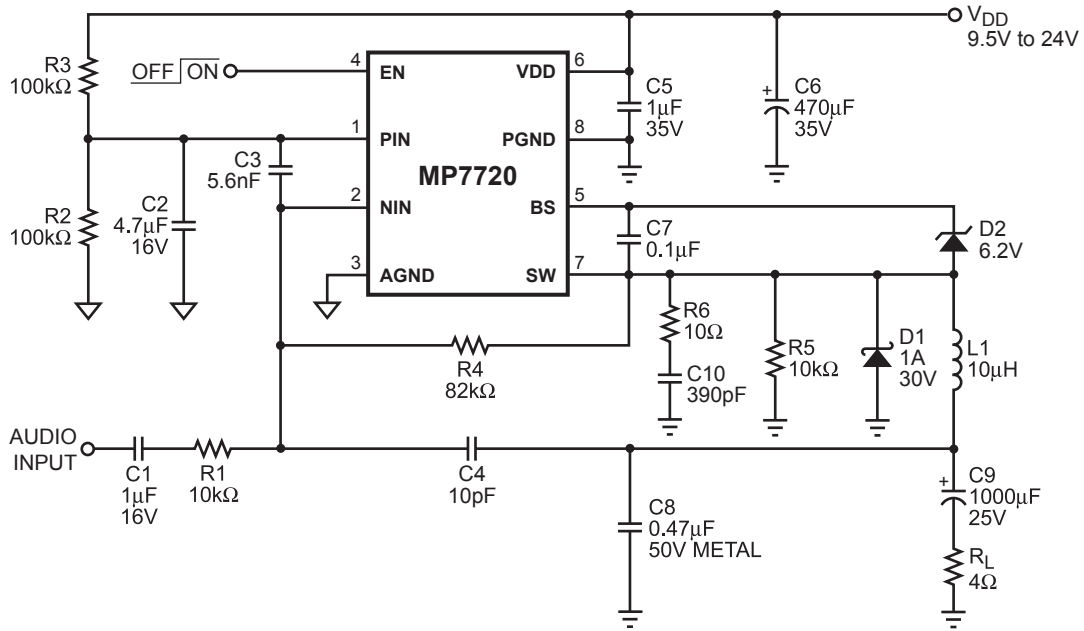 V_DD
9.5V to 24V
R3
100kΩ
OFF ON
4
EN
VDD
6
C5
1μF
35V
+
C6
470μF
35V
1
PIN
PGND
8
C3
5.6nF
MP7720
R2
100kΩ
C2
4.7μF
16V
2
NIN
BS
5
C7
0.1μF
D2
6.2V
3
AGND
SW
7
R6
10Ω
R4
82kΩ
C10
390pF
R5
10kΩ
D1
1A
30V
L1
10μH
AUDIO
INPUT
C1
1μF
16V
R1
10kΩ
C4
10pF
C8
0.47μF
50V METAL
+
C9
1000μF
25V
R_L
4Ω